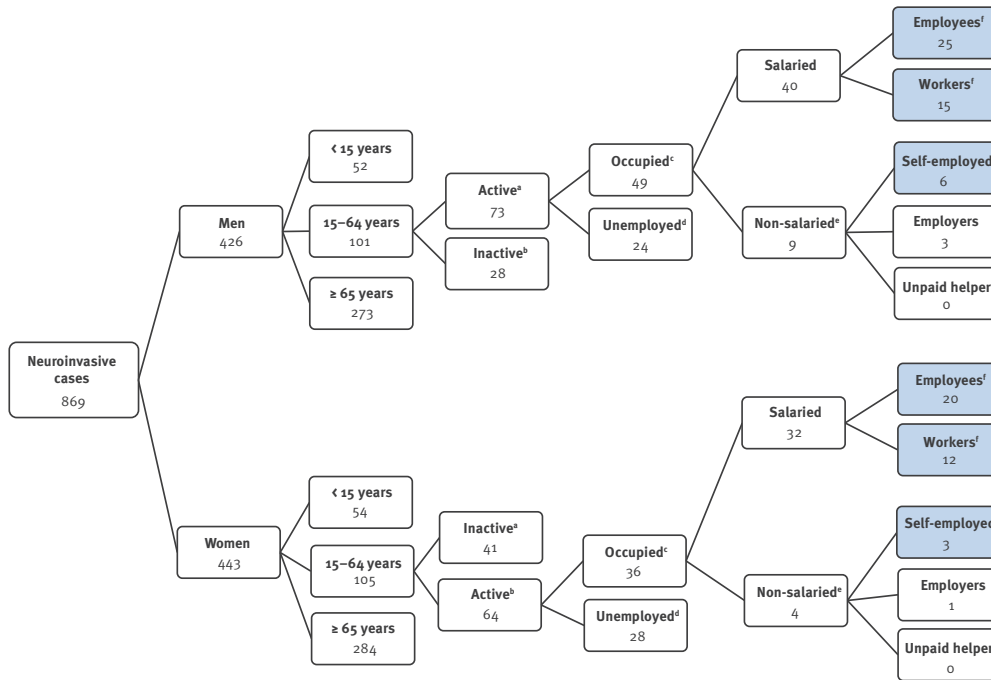 Neuroinvasive
cases
869
Men
426
< 15 years
52
15–64 years
101
≥ 65 years
273
Activeᵃ
73
Inactiveᵇ
28
Occupiedᶜ
49
Unemployedᵈ
24
Salaried
40
Non-salariedᵉ
9
Employeesᶠ
25
Workersᶠ
15
Self-employed
6
Employers
3
Unpaid helper
0
Women
443
< 15 years
54
15–64 years
105
≥ 65 years
284
Inactiveᵃ
41
Activeᵇ
64
Occupiedᶜ
36
Unemployedᵈ
28
Salaried
32
Non-salariedᵉ
4
Employeesᶠ
20
Workersᶠ
12
Self-employed
3
Employers
1
Unpaid helper
0